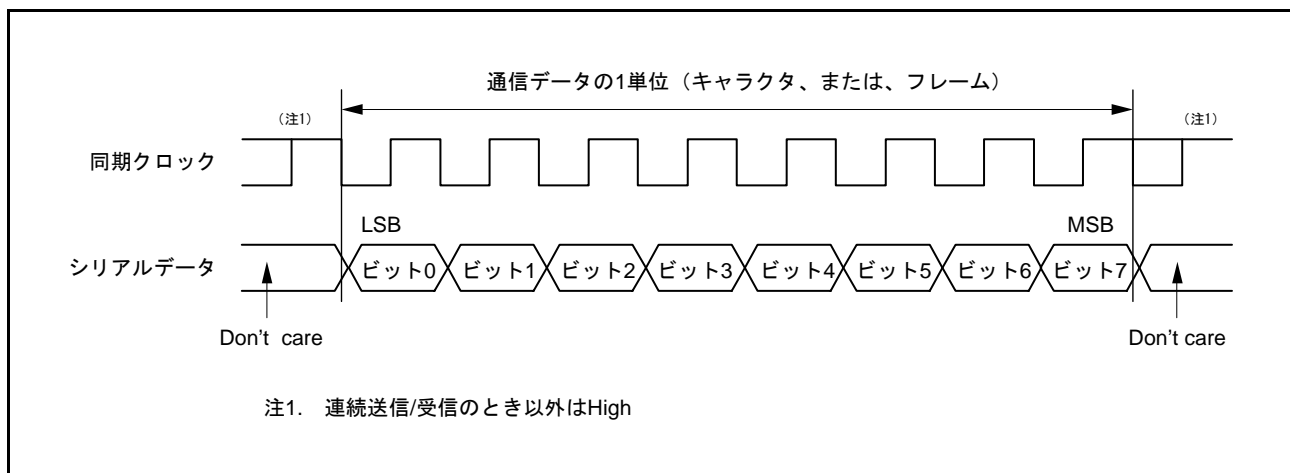 通信データの1単位（キャラクタ、または、フレーム）
（注1）
（注1）
同期クロック
LSB
MSB
シリアルデータ
ビット0
ビット1
ビット2
ビット3
ビット4
ビット5
ビット6
ビット7
Don't care
Don't care
注1. 連続送信/受信のとき以外はHigh